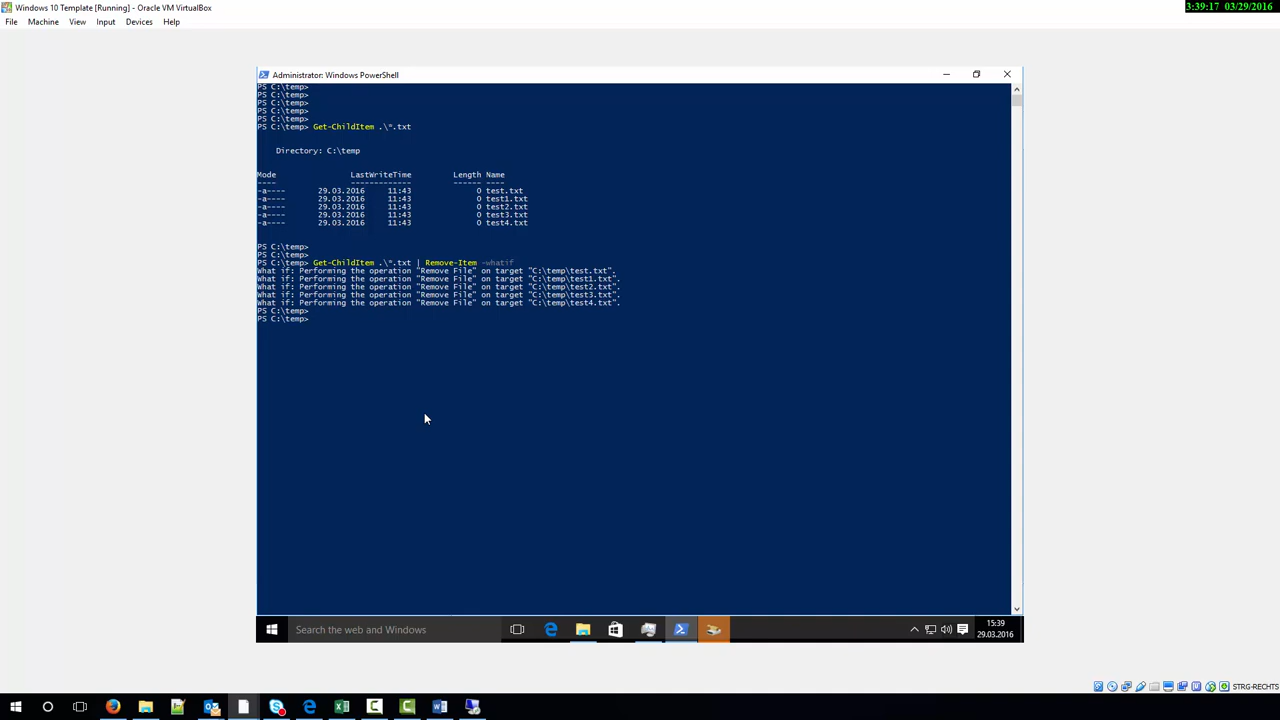 Windows 10 Template [Running] - Oracle VM VirtualBox
3:39:17 03/29/2016
File Machine View Input Devices Help
Administrator: Windows PowerShell
PS C:\temp>
PS C:\temp>
PS C:\temp>
PS C:\temp>
PS C:\temp>
PS C:\temp> Get-ChildItem .\*.txt
Directory: C:\temp
Mode LastWriteTime Length Name
---- ------------- ------ ----
-a---- 29.03.2016 11:43 0 test.txt
-a---- 29.03.2016 11:43 0 test1.txt
-a---- 29.03.2016 11:43 0 test2.txt
-a---- 29.03.2016 11:43 0 test3.txt
-a---- 29.03.2016 11:43 0 test4.txt
PS C:\temp>
PS C:\temp>
PS C:\temp> Get-ChildItem .\*.txt | Remove-Item -whatif
What if: Performing the operation "Remove File" on target "C:\temp\test.txt".
What if: Performing the operation "Remove File" on target "C:\temp\test1.txt".
What if: Performing the operation "Remove File" on target "C:\temp\test2.txt".
What if: Performing the operation "Remove File" on target "C:\temp\test3.txt".
What if: Performing the operation "Remove File" on target "C:\temp\test4.txt".
PS C:\temp>
PS C:\temp>
Search the web and Windows
15:39
29.03.2016
STRG-RECHTS